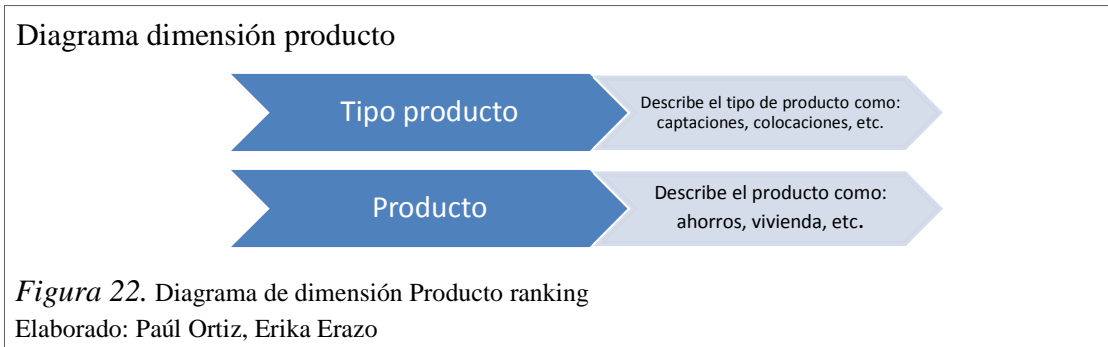 Diagrama dimensión producto
Tipo producto
Describe el tipo de producto como:
captaciones, colocaciones, etc.
Producto
Describe el producto como:
ahorros, vivienda, etc.
Figura 22. Diagrama de dimensión Producto ranking
Elaborado: Paúl Ortiz, Erika Erazo